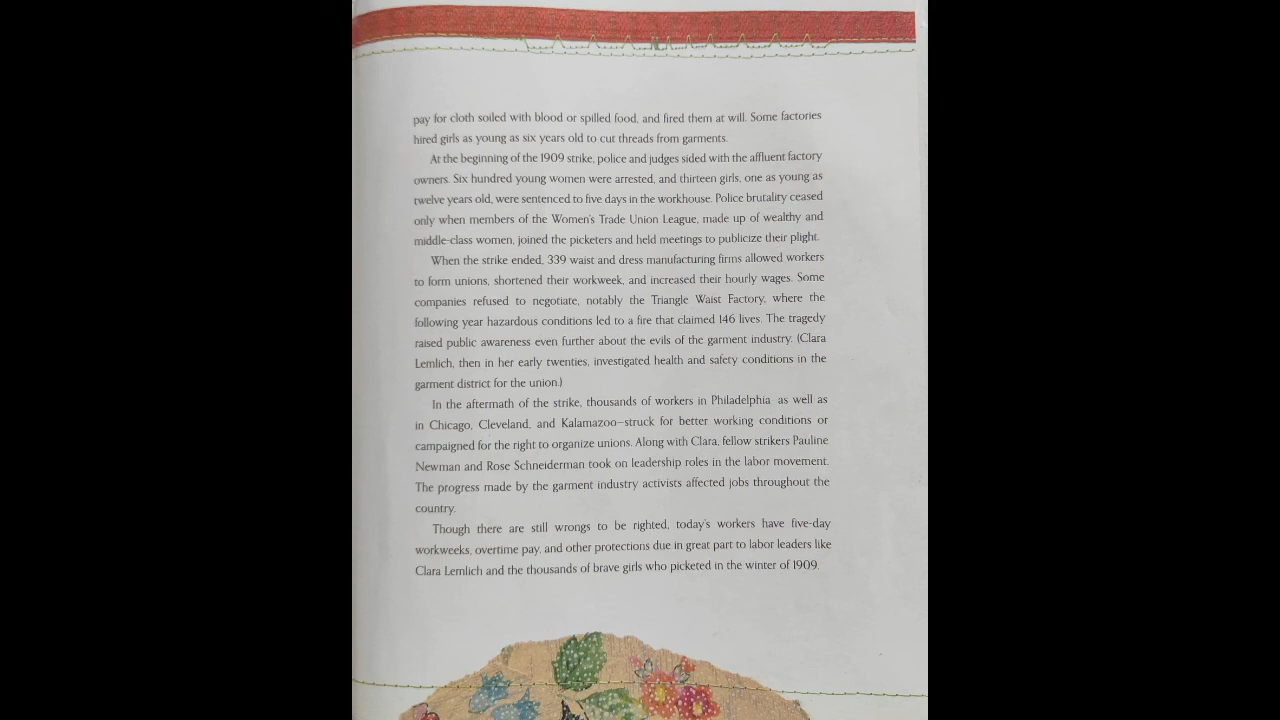 pay for cloth soiled with blood or spilled food, and fired them at will. Some factories
hired girls as young as six years old to cut threads from garments.
At the beginning of the 1909 strike, police and judges sided with the affluent factory
owners. Six hundred young women were arrested, and thirteen girls, one as young as
twelve years old, were sentenced to five days in the workhouse. Police brutality ceased
only when members of the Women's Trade Union League, made up of wealthy and
middle-class women, joined the picketers and held meetings to publicize their plight.
When the strike ended, 339 waist and dress manufacturing firms allowed workers
to form unions, shortened their workweek, and increased their hourly wages. Some
companies refused to negotiate, notably the Triangle Waist Factory, where the
following year hazardous conditions led to a fire that claimed 146 lives. The tragedy
raised public awareness even further about the evils of the garment industry. (Clara
Lemlich, then in her early twenties, investigated health and safety conditions in the
garment district for the union.)
In the aftermath of the strike, thousands of workers in Philadelphia as well as
in Chicago, Cleveland, and Kalamazoo—struck for better working conditions or
campaigned for the right to organize unions. Along with Clara, fellow strikers Pauline
Newman and Rose Schneiderman took on leadership roles in the labor movement.
The progress made by the garment industry activists affected jobs throughout the
country.
Though there are still wrongs to be righted, today's workers have five-day
workweeks, overtime pay, and other protections due in great part to labor leaders like
Clara Lemlich and the thousands of brave girls who picketed in the winter of 1909.